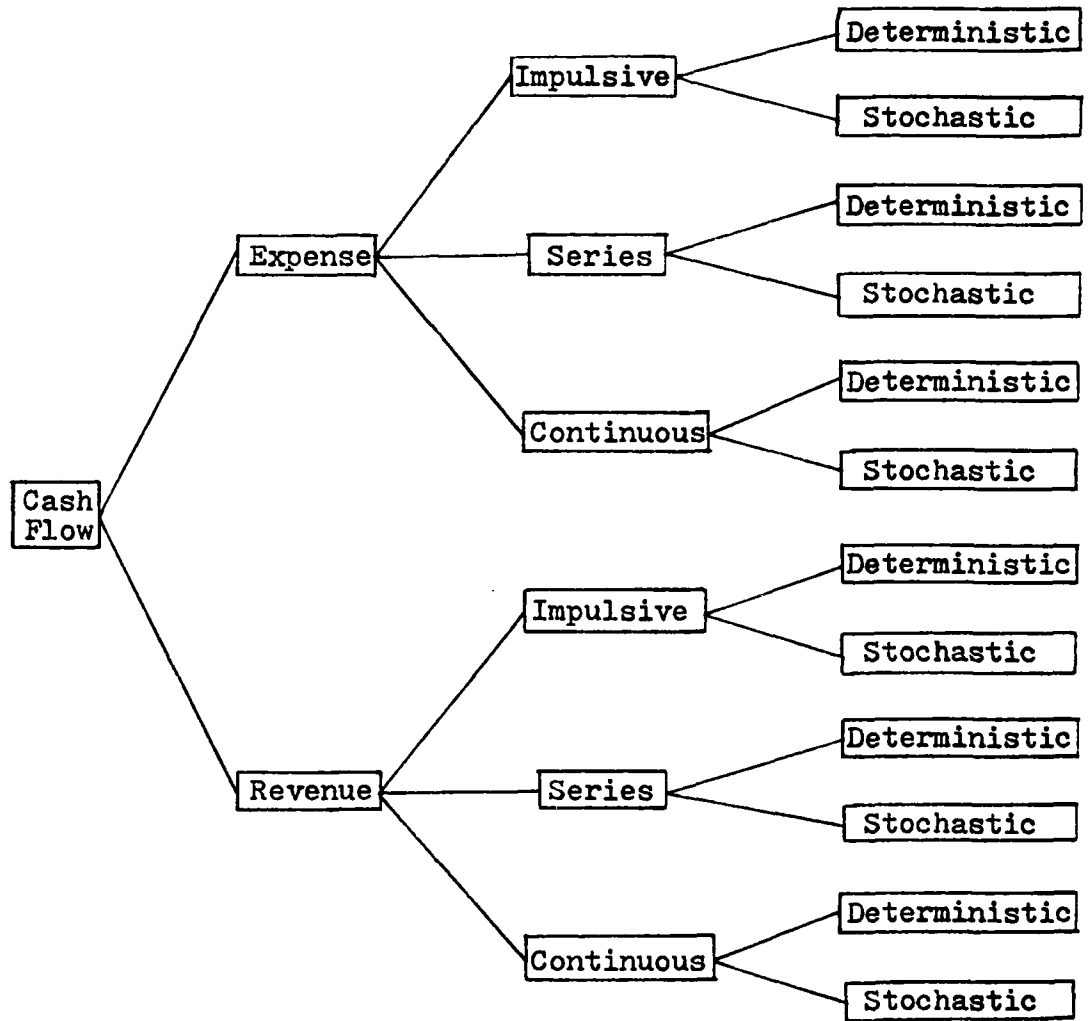 Deterministic
Impulsive
Stochastic
Deterministic
Expense
Series
Stochastic
Deterministic
Continuous
Stochastic
Cash
Flow
Deterministic
Impulsive
Stochastic
Deterministic
Revenue
Series
Stochastic
Deterministic
Continuous
Stochastic